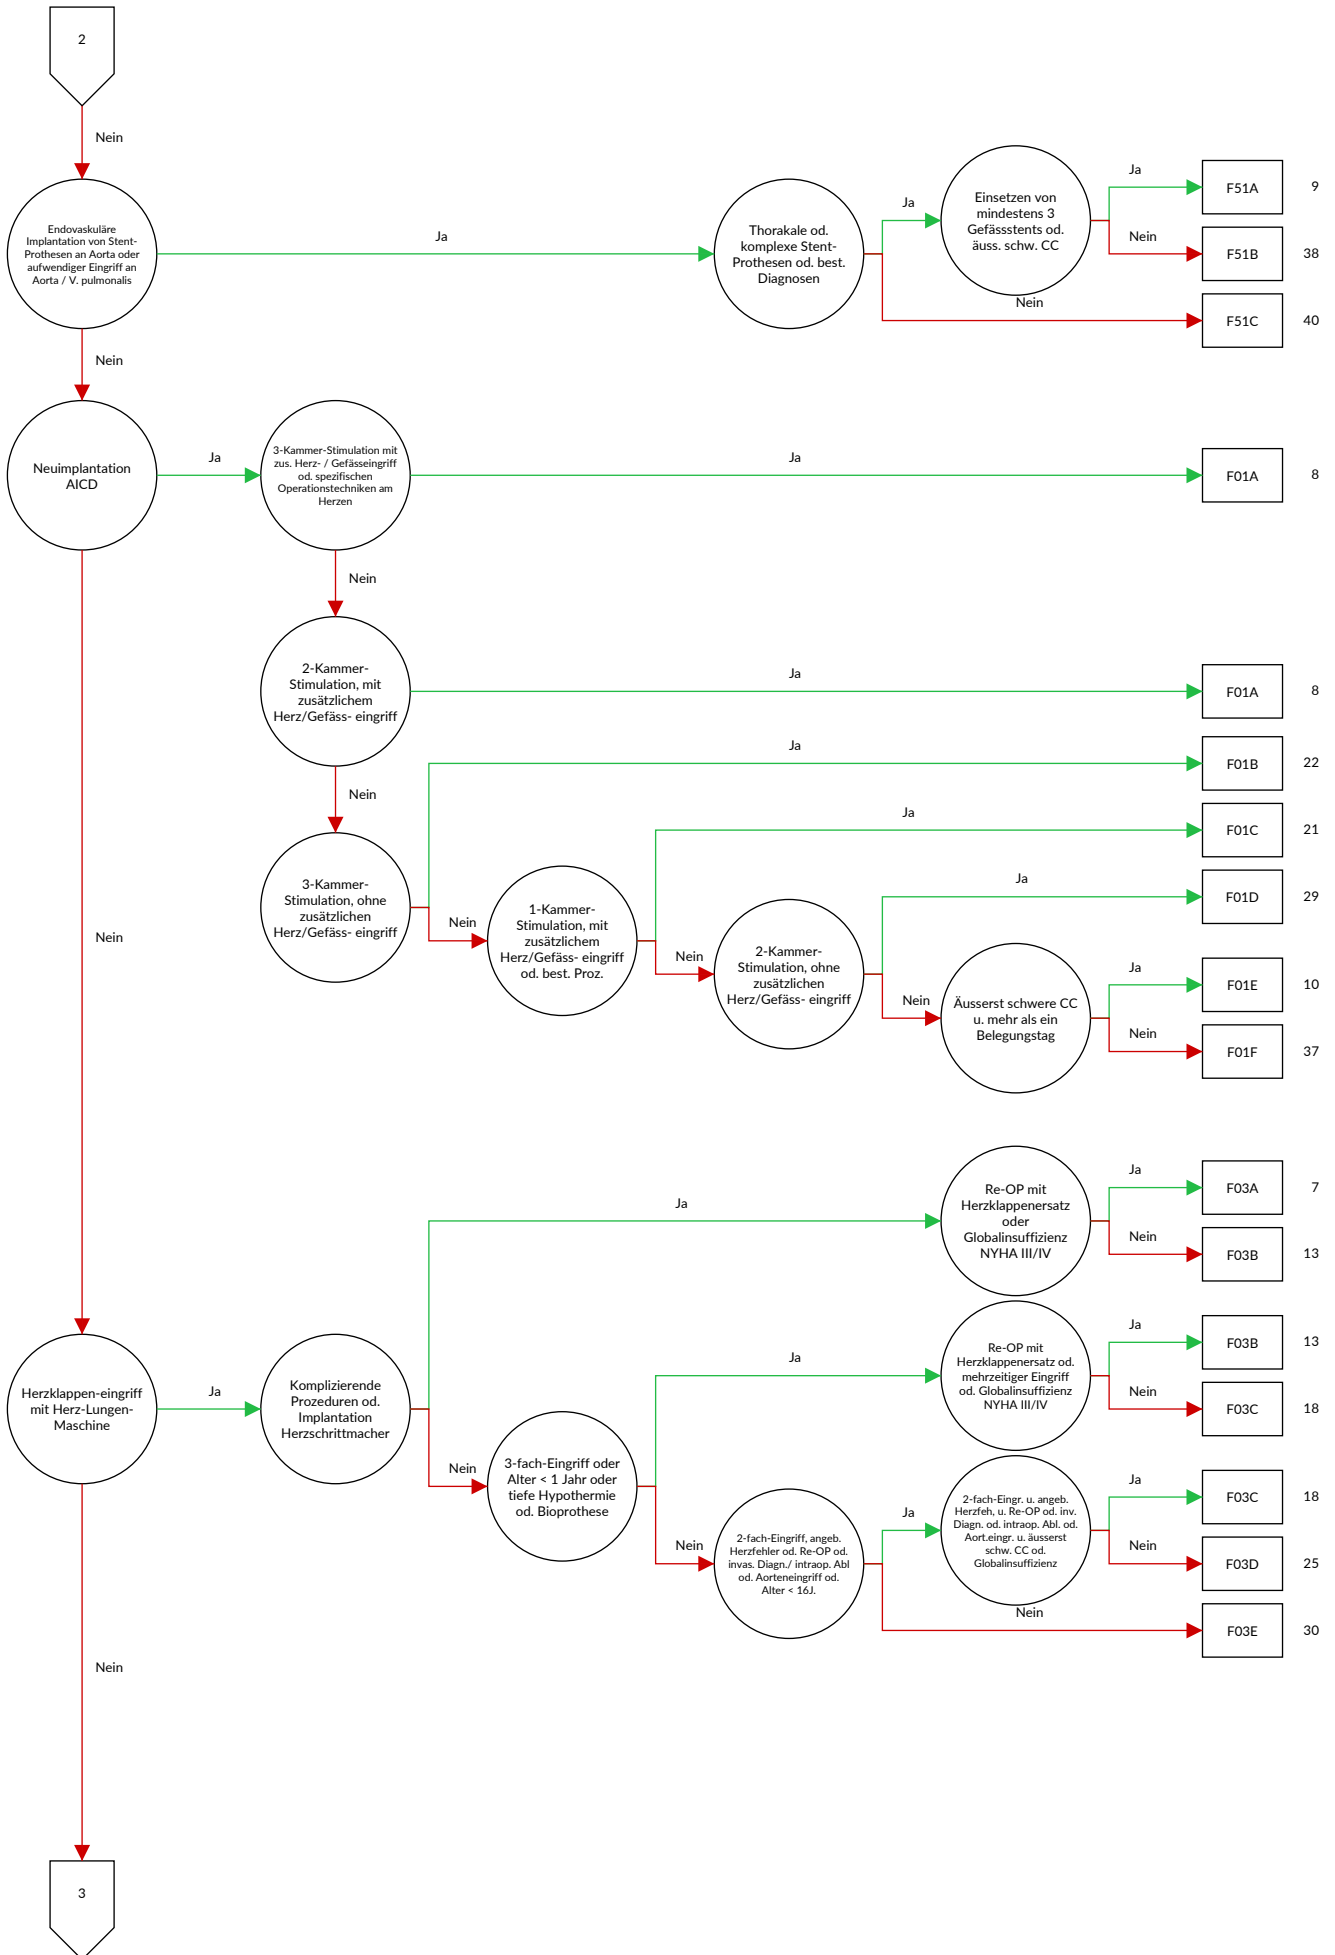 2
Nein
Endovaskuläre
Implantation von Stent-
Prothesen an Aorta oder
aufwendiger Eingriff an
Aorta / V. pulmonalis
Ja
Thorakale od.
komplexe Stent-
Prothesen od. best.
Diagnosen
Ja
Einsetzen von
mindestens 3
Gefässstents od.
äuss. schw. CC
Ja
F51A
9
Nein
F51B
38
Nein
F51C
40
Nein
Neuimplantation
AICD
Ja
3-Kammer-Stimulation mit
zus. Herz- / Gefässeingriff
od. spezifischen
Operationstechniken am
Herzen
Ja
F01A
8
Nein
2-Kammer-
Stimulation, mit
zusätzlichem
Herz/Gefäss- eingriff
Ja
F01A
8
Nein
3-Kammer-
Stimulation, ohne
zusätzlichen
Herz/Gefäss- eingriff
Ja
F01B
22
Nein
1-Kammer-
Stimulation, mit
zusätzlichem
Herz/Gefäss- eingriff
od. best. Proz.
Ja
F01C
21
Nein
2-Kammer-
Stimulation, ohne
zusätzlichen
Herz/Gefäss- eingriff
Ja
F01D
29
Nein
Äusserst schwere CC
u. mehr als ein
Belegungstag
Ja
F01E
10
Nein
F01F
37
Nein
Herzklappen-eingriff
mit Herz-Lungen-
Maschine
Ja
Komplizierende
Prozeduren od.
Implantation
Herzschrittmacher
Ja
Re-OP mit
Herzklappenersatz
oder
Globalinsuffizienz
NYHA III/IV
Ja
F03A
7
Nein
F03B
13
Nein
3-fach-Eingriff oder
Alter < 1 Jahr oder
tiefe Hypothermie
od. Bioprothese
Ja
Re-OP mit
Herzklappenersatz od.
mehrzeitiger Eingriff
od. Globalinsuffizienz
NYHA III/IV
Ja
F03B
13
Nein
F03C
18
Nein
2-fach-Eingriff, angeb.
Herzfehler od. Re-OP od.
invas. Diagn./ intraop. Abl
od. Aorteneingriff od.
Alter < 16J.
Ja
2-fach-Eingr. u. angeb.
Herzfeh, u. Re-OP od. inv.
Diagn. od. intraop. Abl. od.
Aort.eingr. u. äusserst
schw. CC od.
Globalinsuffizienz
Ja
F03C
18
Nein
F03D
25
Nein
F03E
30
Nein
3